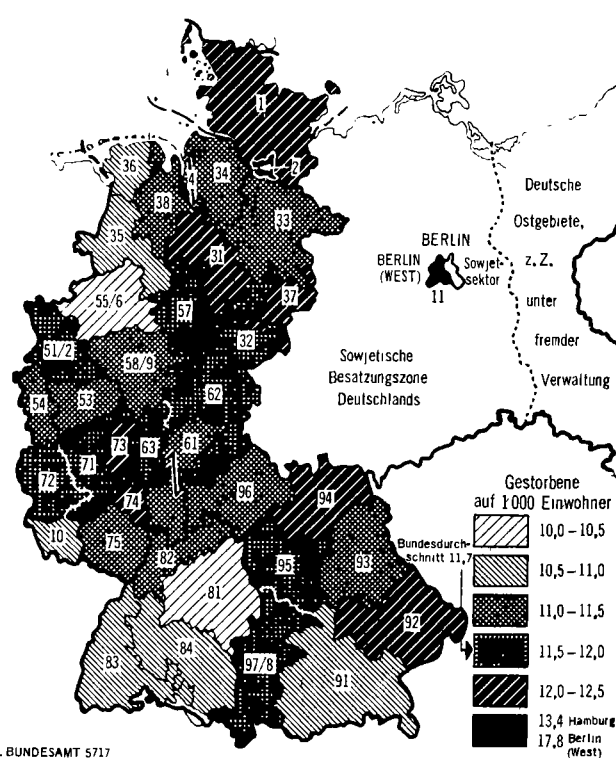 1
36
4
34
2
38
33
35
31
Deutsche
Ostgebiete,
z. Z.
unter
fremder
Verwaltung
BERLIN
BERLIN
(WEST)
Sowjet-
sektor
11
55/6
57
37
51/2
32
58/9
Sowjetische
Besatzungszone
Deutschlands
54
53
62
73
63
61
71
72
74
96
94
10
75
82
93
95
81
92
84
83
97/8
91
Gestorbene
auf 1000 Einwohner
10,0 – 10,5
Bundesdurch-
schnitt 11,7
10,5 – 11,0
11,0 – 11,5
11,5 – 12,0
12,0 – 12,5
13,4 Hamburg
17,8 Berlin
(West)
. BUNDESAMT 5717